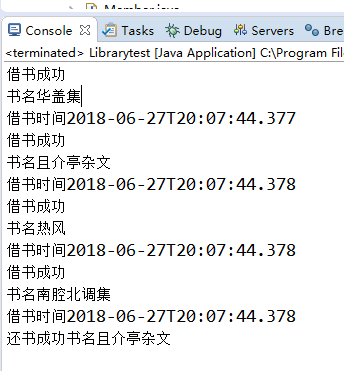 Member.java
Console Tasks Debug Servers Bre
<terminated> Librarytest [Java Application] C:\Program File
借书成功
书名华盖集
借书时间2018-06-27T20:07:44.377
借书成功
书名且介亭杂文
借书时间2018-06-27T20:07:44.378
借书成功
书名热风
借书时间2018-06-27T20:07:44.378
借书成功
书名南腔北调集
借书时间2018-06-27T20:07:44.378
还书成功书名且介亭杂文